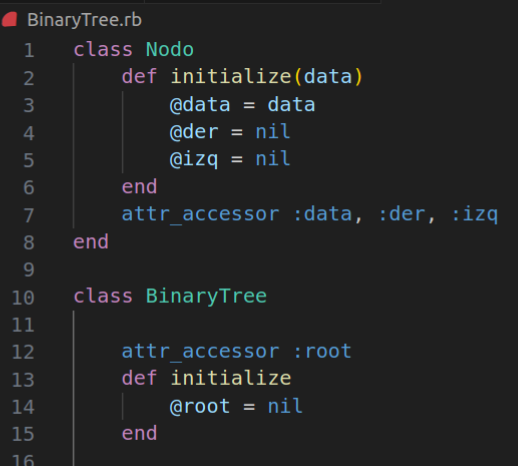 BinaryTree.rb
1 class Nodo
2 def initialize(data)
3 @data = data
4 @der = nil
5 @izq = nil
6 end
7 attr_accessor :data, :der, :izq
8 end
9
10 class BinaryTree
11
12 attr_accessor :root
13 def initialize
14 @root = nil
15 end
16